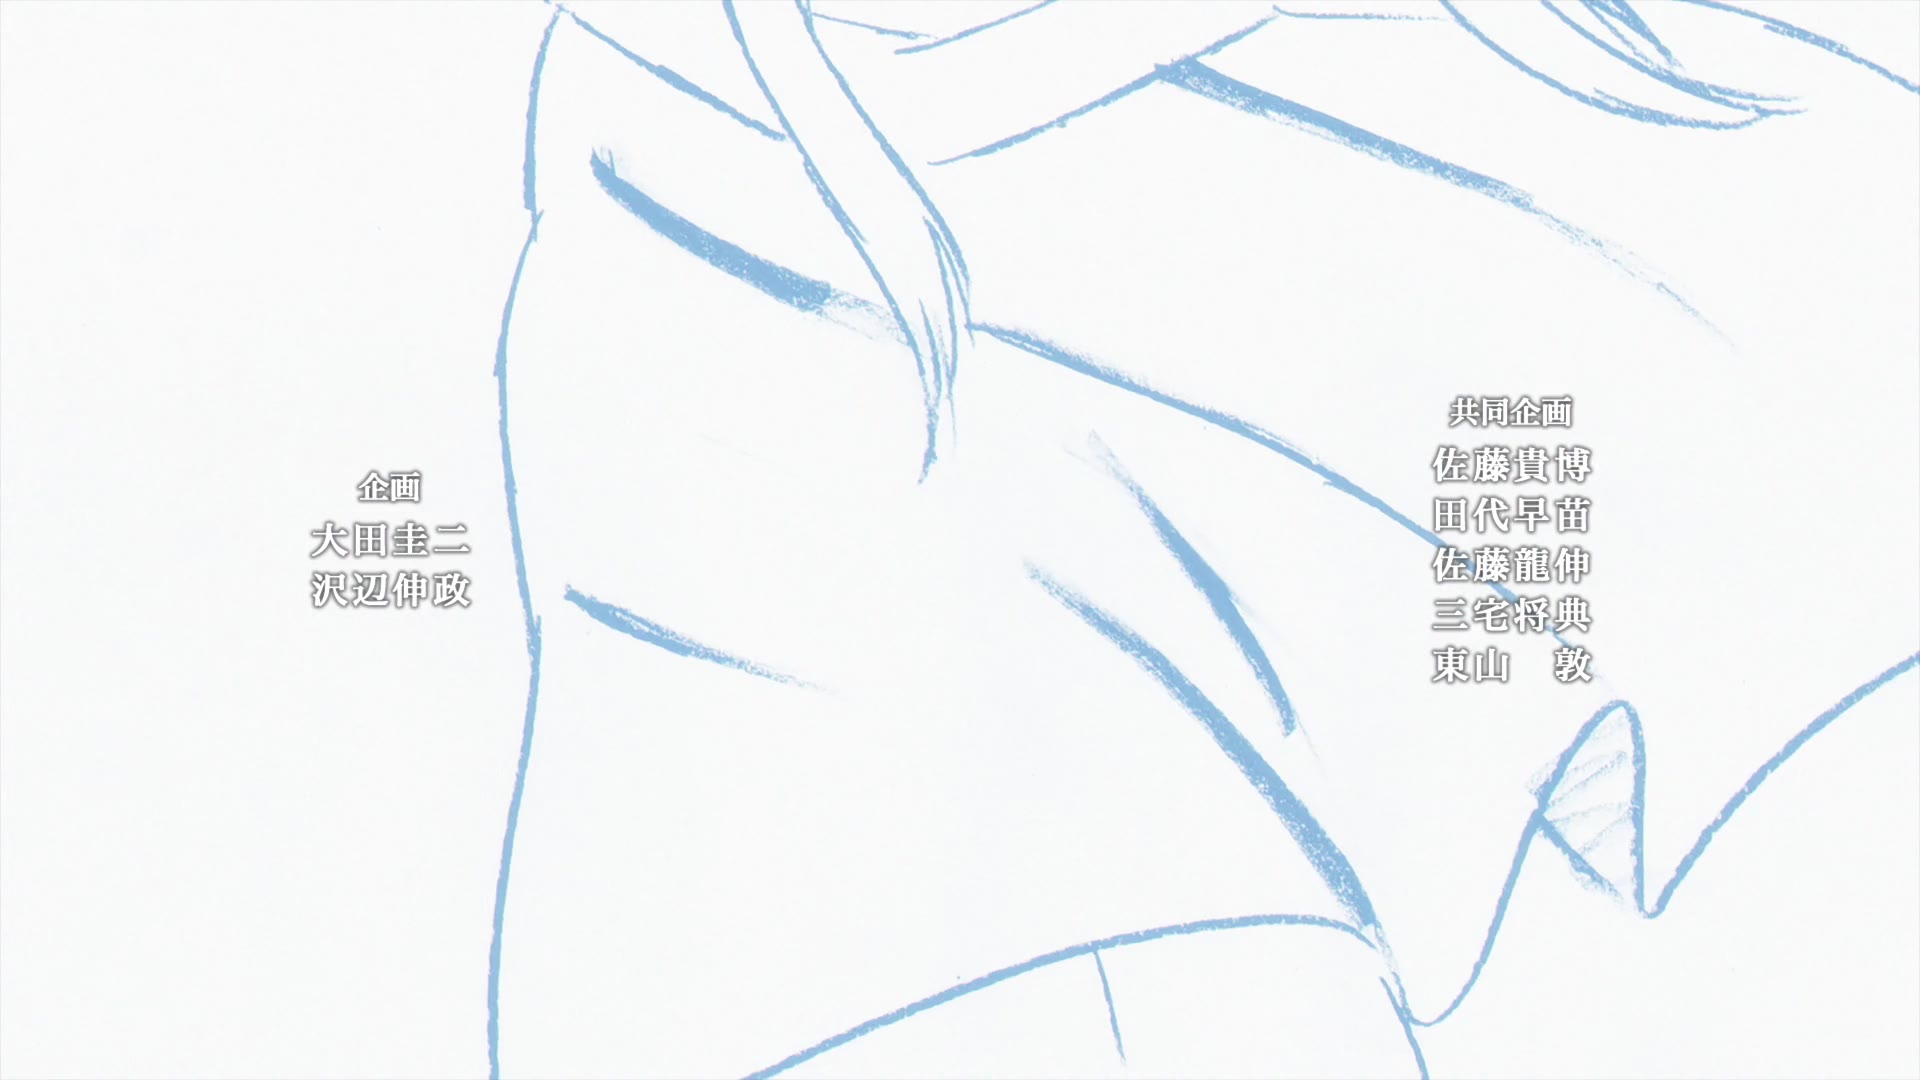 企画
大田圭二
沢辺伸政
共同企画
佐藤貴博
田代早苗
佐藤龍伸
三宅将典
東山　敦